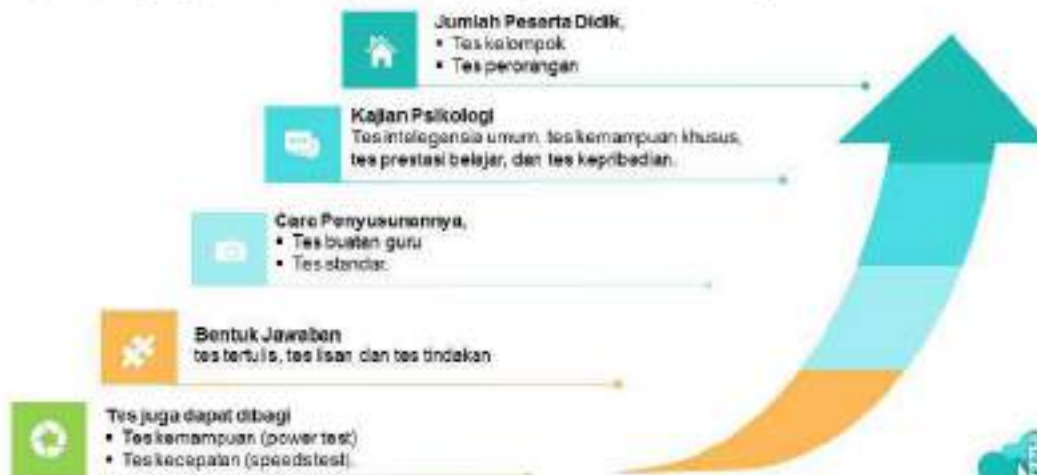 Jumlah Peserta Didik,
▪ Tes kelompok
▪ Tes perorangan
Kajian Psikologi
Tes intelegensia umum, tes kemampuan khusus,
tes prestasi belajar, dan tes kepribadian.
Cara Penyusunannya,
▪ Tes buatan guru
▪ Tes standar.
Bentuk Jawaban
tes tertulis, tes lisan dan tes tindakan
Tes juga dapat dibagi
▪ Tes kemampuan (power test)
▪ Tes kecepatan (speeds test).